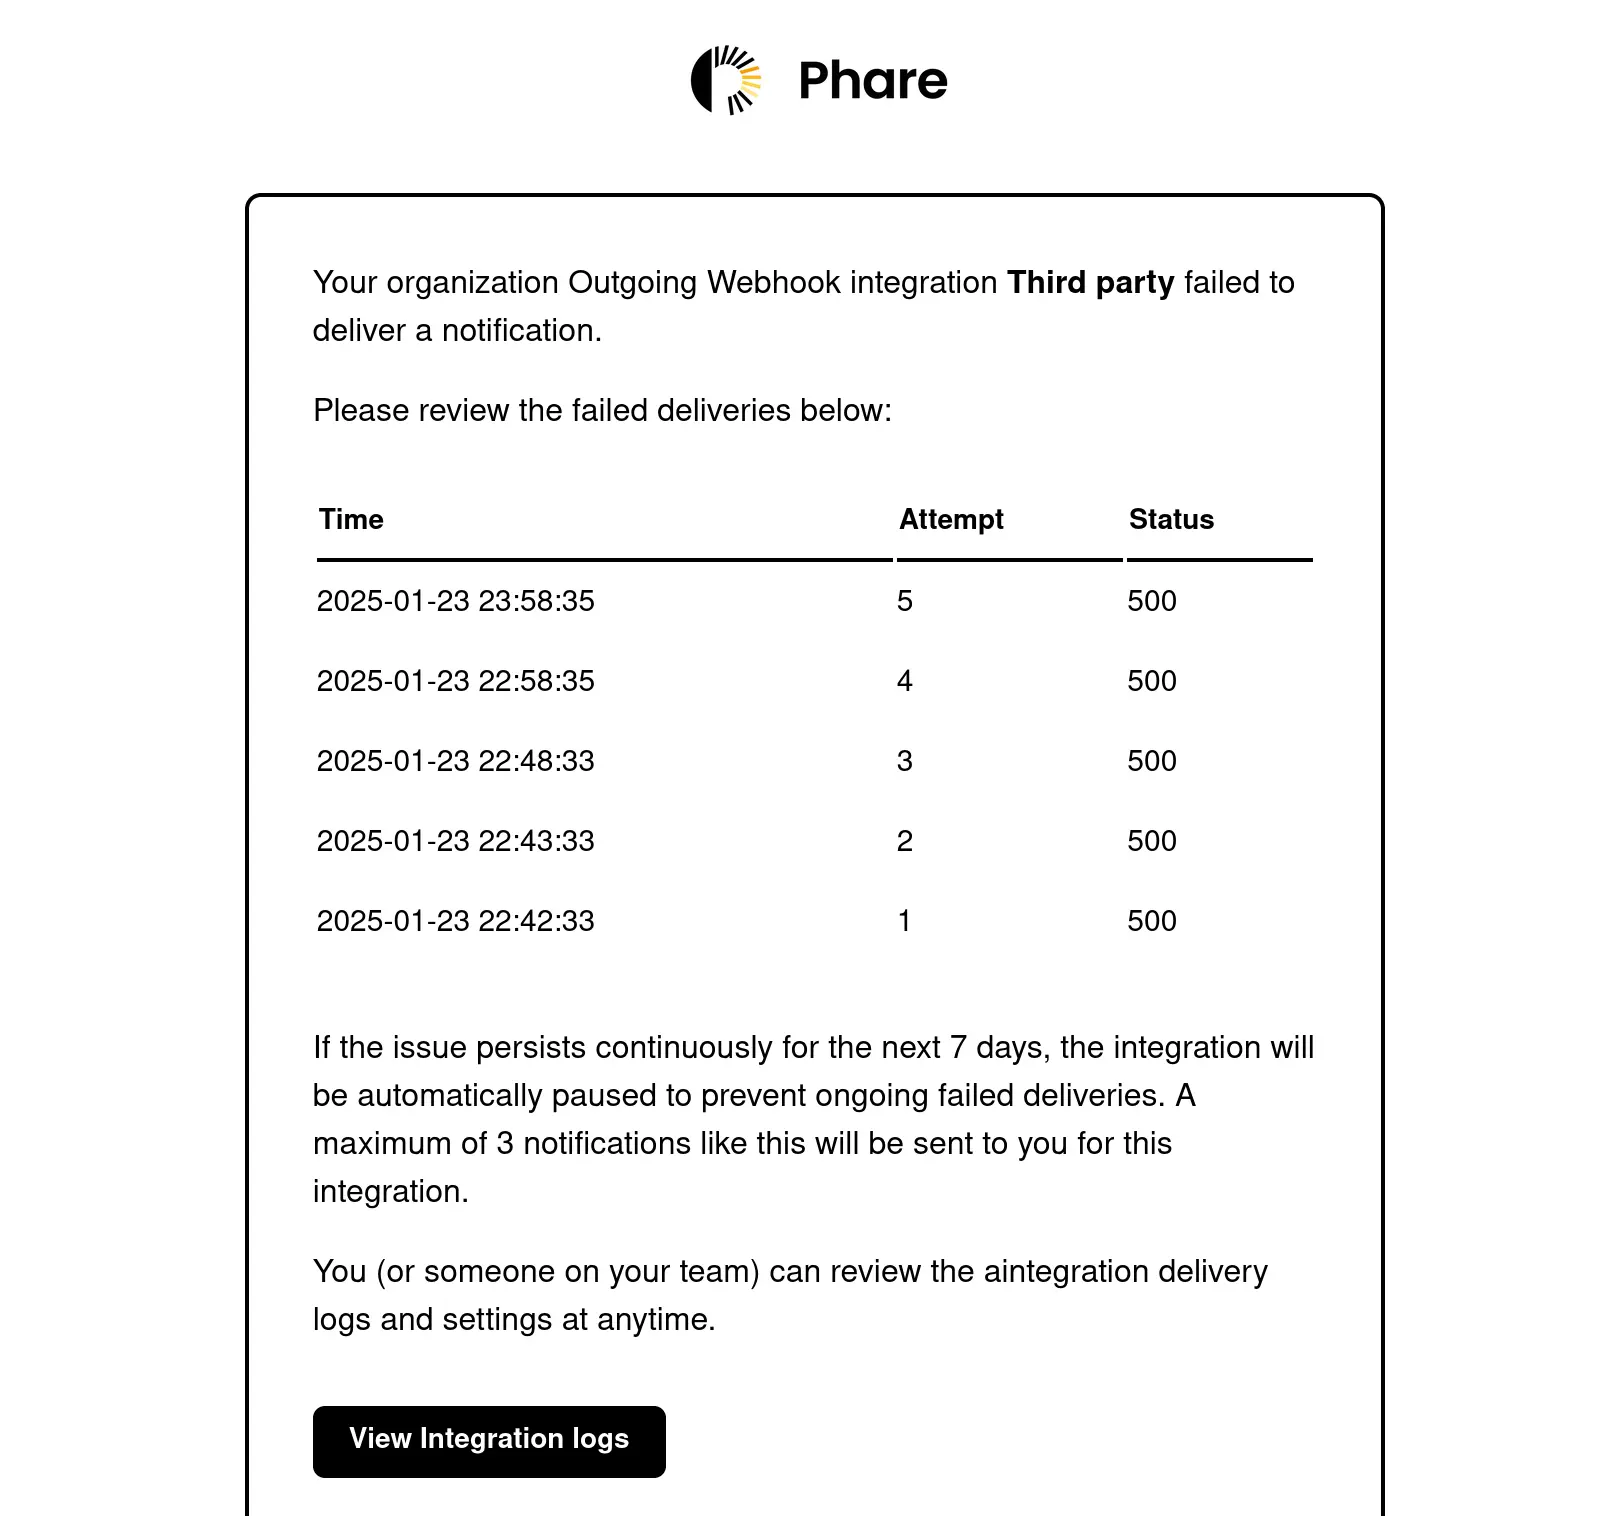 Phare
Your organization Outgoing Webhook integration Third party failed to
deliver a notification.
Please review the failed deliveries below:
Time Attempt Status
2025-01-23 23:58:35 5 500
2025-01-23 22:58:35 4 500
2025-01-23 22:48:33 3 500
2025-01-23 22:43:33 2 500
2025-01-23 22:42:33 1 500
If the issue persists continuously for the next 7 days, the integration will
be automatically paused to prevent ongoing failed deliveries. A
maximum of 3 notifications like this will be sent to you for this
integration.
You (or someone on your team) can review the aintegration delivery
logs and settings at anytime.
View Integration logs